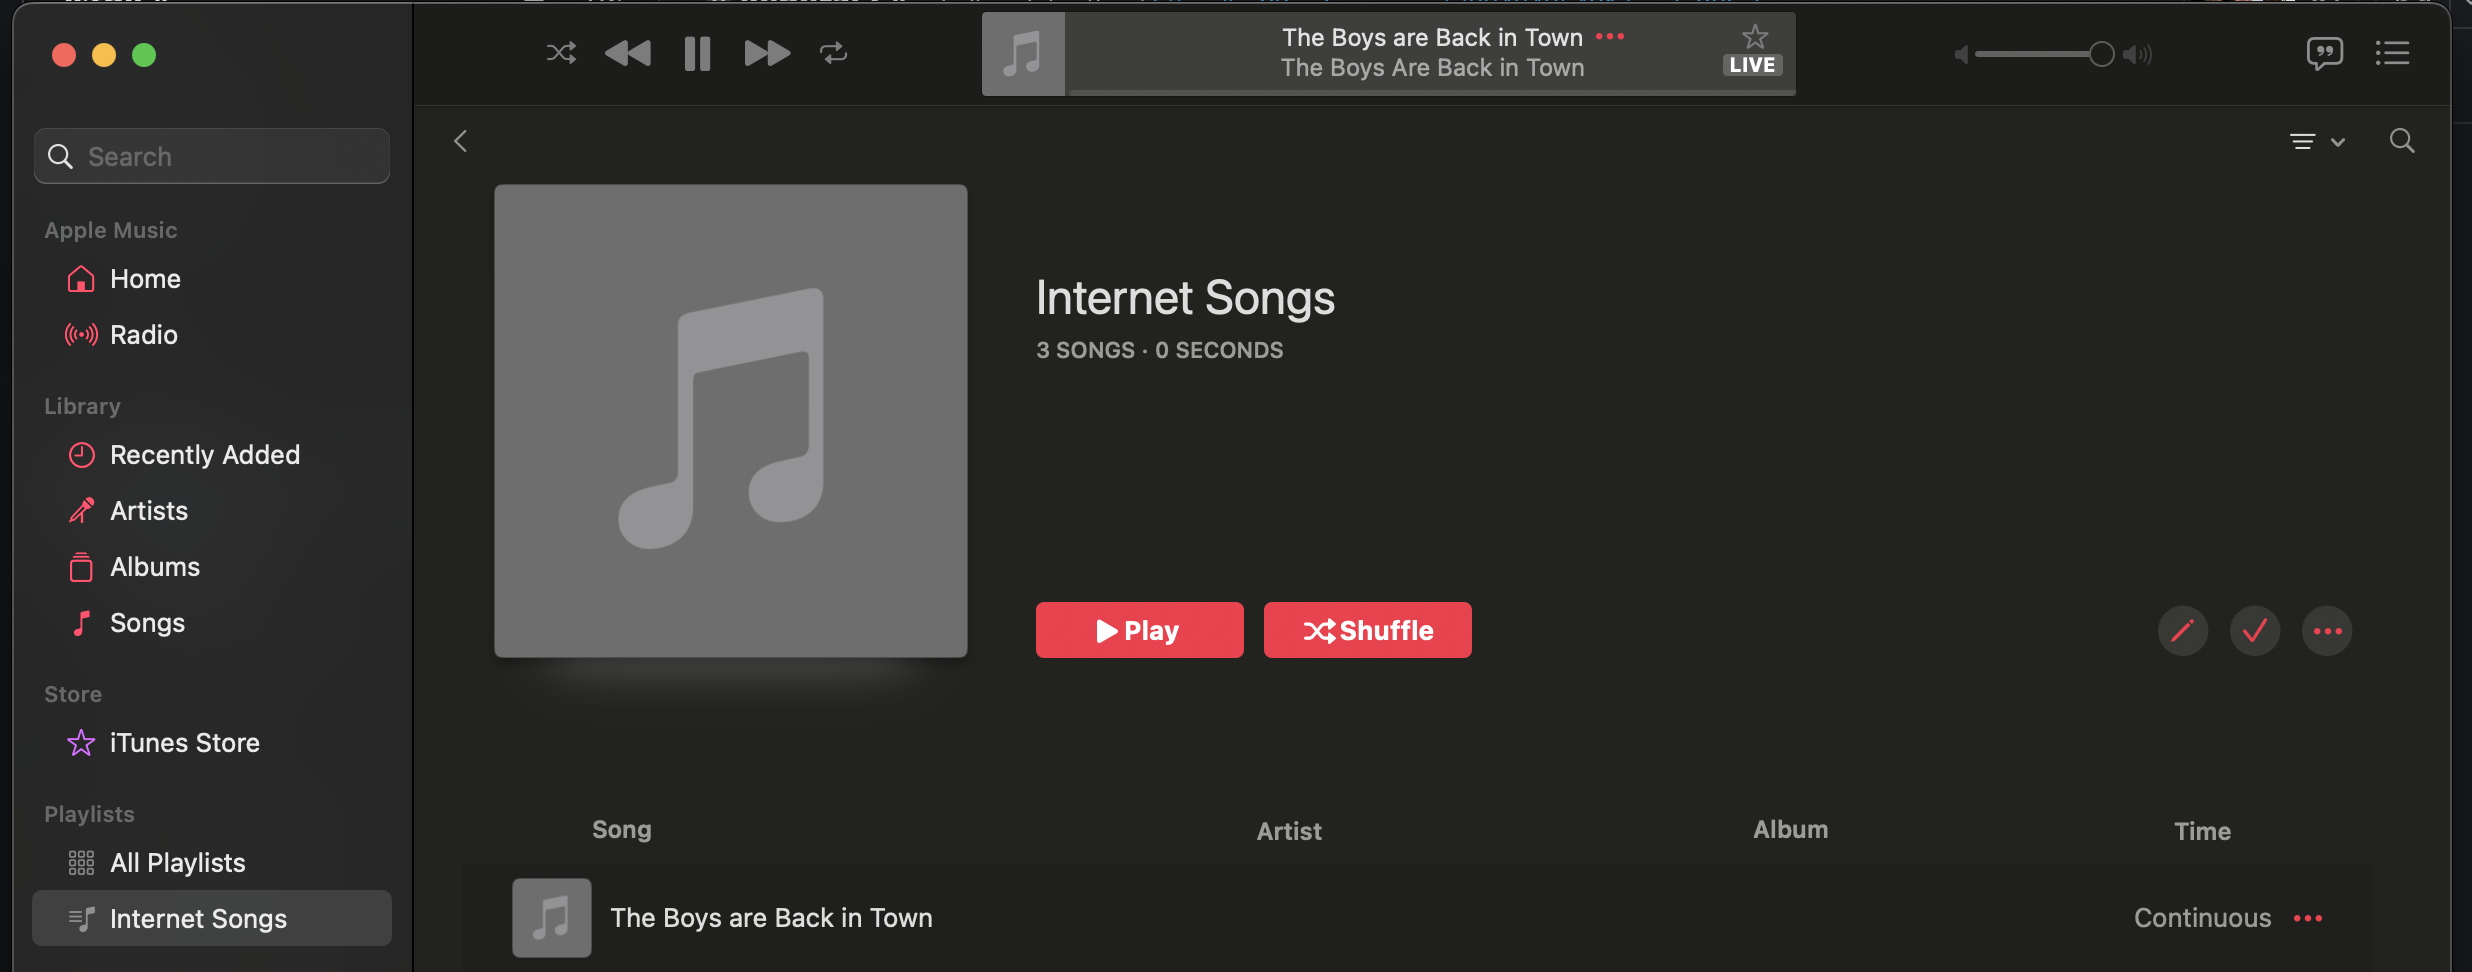 The Boys are Back in Town
The Boys Are Back in Town
LIVE
Search
Apple Music
Home
Radio
Library
Recently Added
Artists
Albums
Songs
Store
iTunes Store
Playlists
All Playlists
Internet Songs
Internet Songs
3 SONGS · 0 SECONDS
Play
Shuffle
Song Artist Album Time
The Boys are Back in Town Continuous